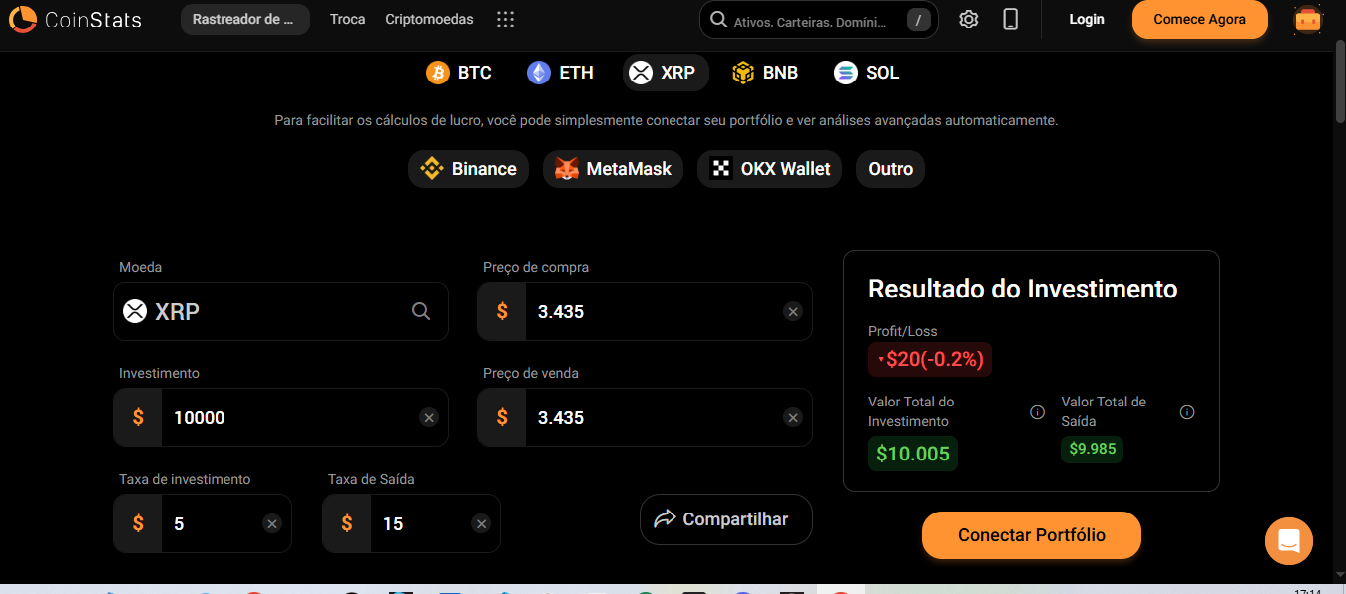 CoinStats Rastreador de ... Troca Criptomoedas Ativos. Carteiras. Domíni... / Login Comece Agora
BTC ETH XRP BNB SOL
Para facilitar os cálculos de lucro, você pode simplesmente conectar seu portfólio e ver análises avançadas automaticamente.
Binance MetaMask OKX Wallet Outro
Moeda
XRP
Preço de compra
$ 3.435
Investimento
$ 10000
Preço de venda
$ 3.435
Taxa de investimento
$ 5
Taxa de Saída
$ 15
Compartilhar
Resultado do Investimento
Profit/Loss
$20(-0.2%)
Valor Total do
Investimento
$10.005
Valor Total de
Saída
$9.985
Conectar Portfólio
17:14